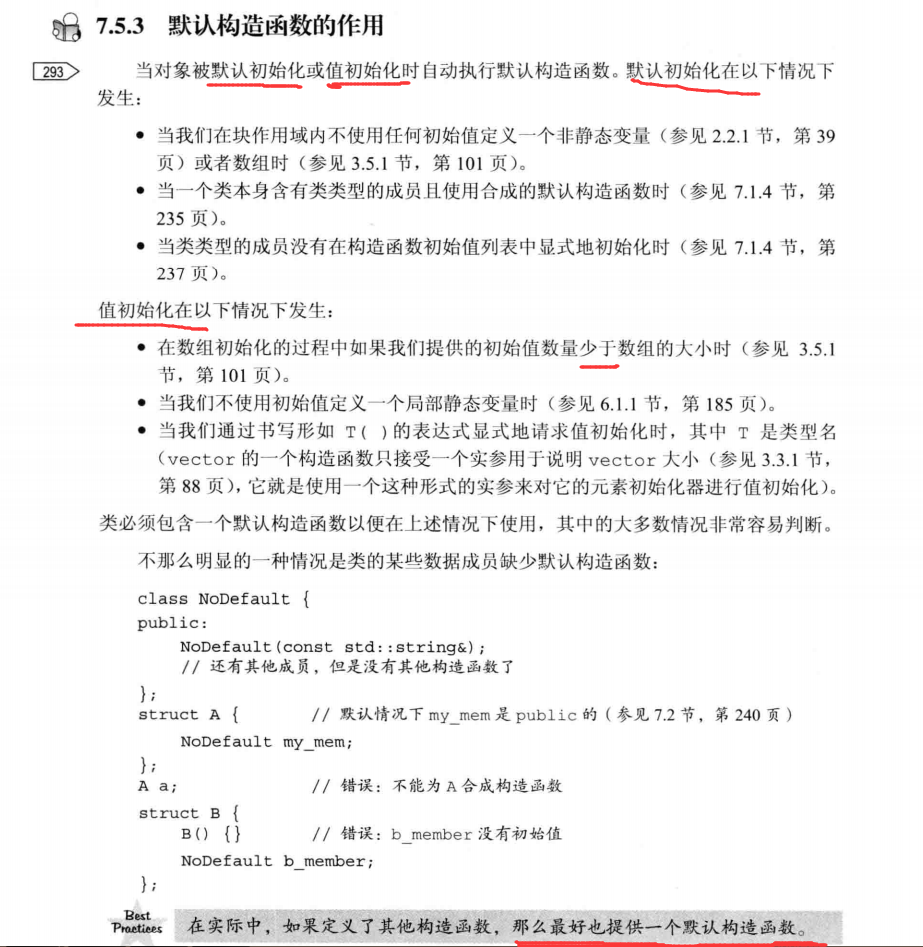 7.5.3 默认构造函数的作用
293
当对象被默认初始化或值初始化时自动执行默认构造函数。默认初始化在以下情况下
发生：
● 当我们在块作用域内不使用任何初始值定义一个非静态变量（参见 2.2.1 节，第 39
页）或者数组时（参见 3.5.1 节，第 101 页）。
● 当一个类本身含有类类型的成员且使用合成的默认构造函数时（参见 7.1.4 节，第
235 页）。
● 当类类型的成员没有在构造函数初始值列表中显式地初始化时（参见 7.1.4 节，第
237 页）。
值初始化在以下情况下发生：
● 在数组初始化的过程中如果我们提供的初始值数量少于数组的大小时（参见 3.5.1
节，第 101 页）。
● 当我们不使用初始值定义一个局部静态变量时（参见 6.1.1 节，第 185 页）。
● 当我们通过书写形如 T( )的表达式显式地请求值初始化时，其中 T 是类型名
（vector 的一个构造函数只接受一个实参用于说明 vector 大小（参见 3.3.1 节，
第 88 页），它就是使用一个这种形式的实参来对它的元素初始化器进行值初始化）。
类必须包含一个默认构造函数以便在上述情况下使用，其中的大多数情况非常容易判断。
不那么明显的一种情况是类的某些数据成员缺少默认构造函数：
class NoDefault {
public:
NoDefault(const std::string&);
// 还有其他成员，但是没有其他构造函数了
};
struct A { // 默认情况下 my_mem 是 public 的（参见 7.2 节，第 240 页）
NoDefault my_mem;
};
A a; // 错误：不能为 A 合成构造函数
struct B {
B() {} // 错误：b_member 没有初始值
NoDefault b_member;
};
Best
Practices
在实际中，如果定义了其他构造函数，那么最好也提供一个默认构造函数。